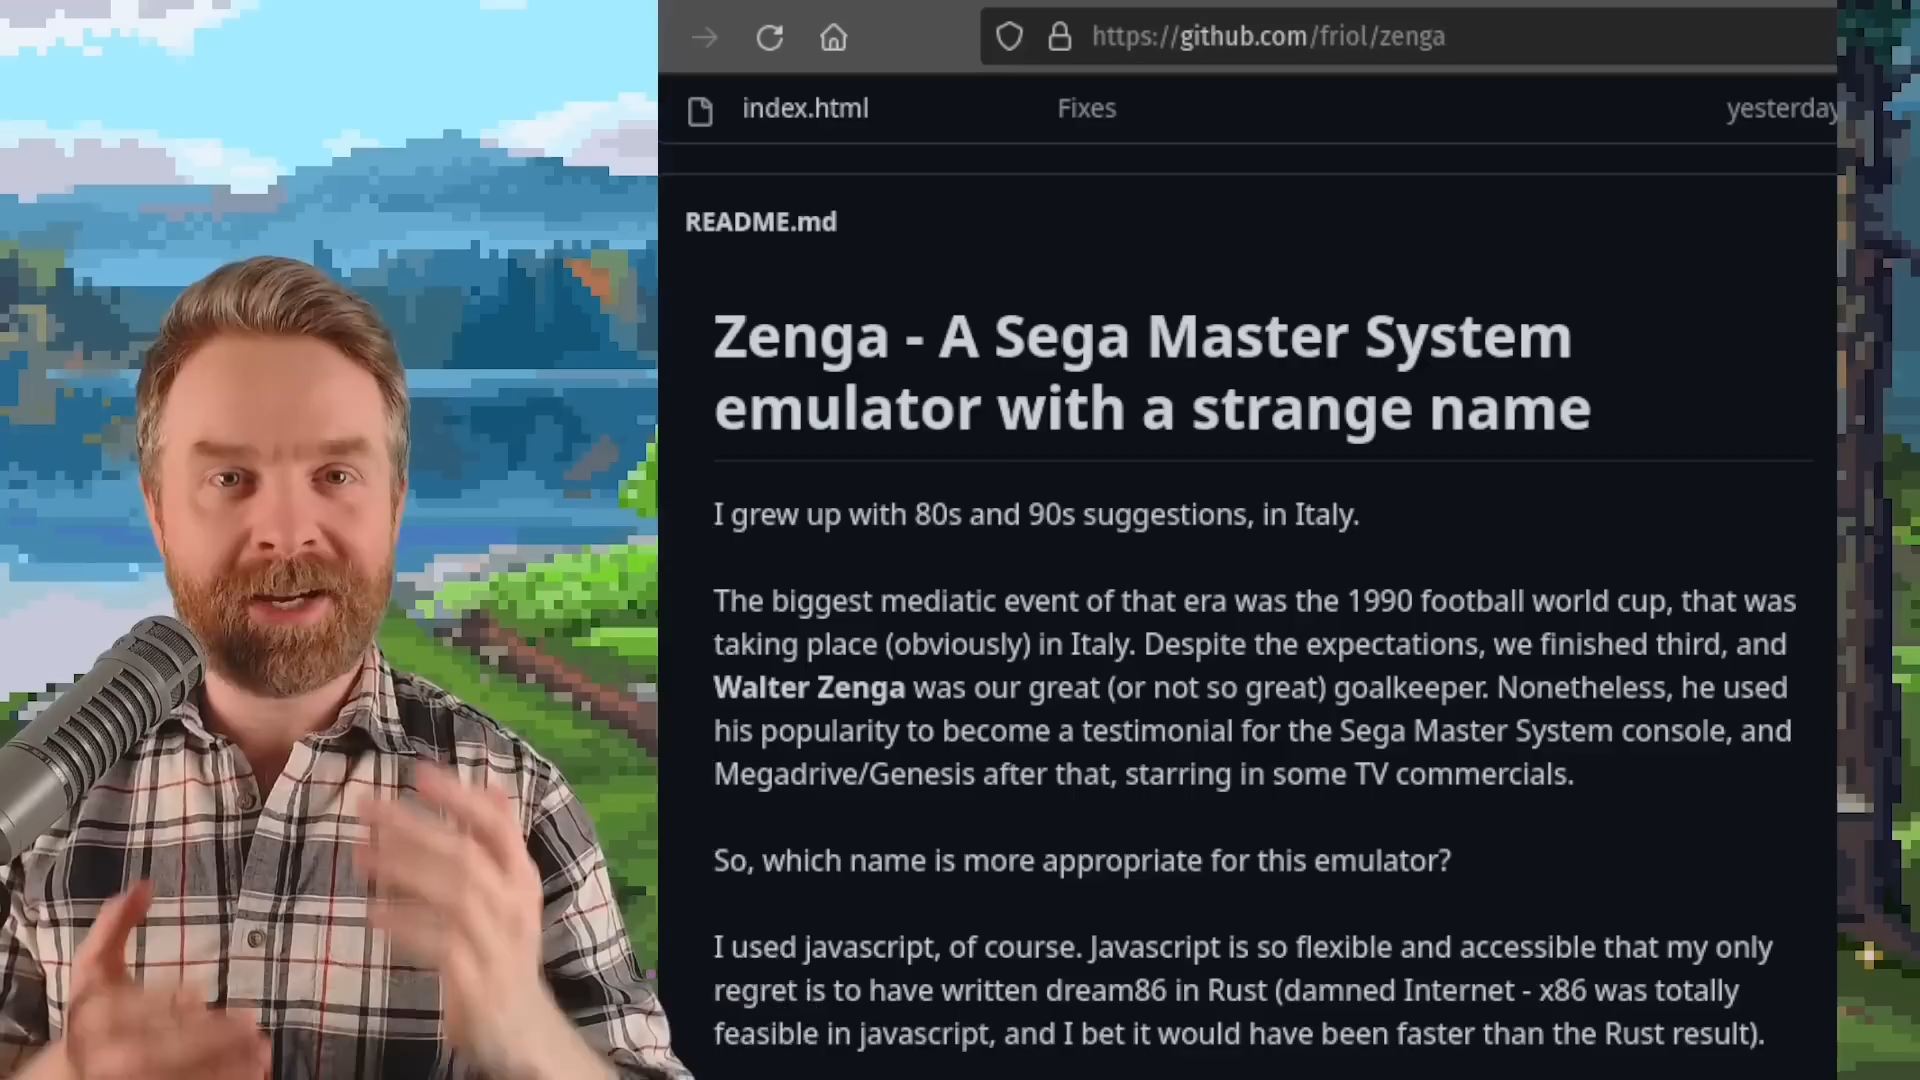 https://github.com/friol/zenga
index.html Fixes yesterday
README.md
Zenga - A Sega Master System
emulator with a strange name
I grew up with 80s and 90s suggestions, in Italy.
The biggest mediatic event of that era was the 1990 football world cup, that was
taking place (obviously) in Italy. Despite the expectations, we finished third, and
Walter Zenga was our great (or not so great) goalkeeper. Nonetheless, he used
his popularity to become a testimonial for the Sega Master System console, and
Megadrive/Genesis after that, starring in some TV commercials.
So, which name is more appropriate for this emulator?
I used javascript, of course. Javascript is so flexible and accessible that my only
regret is to have written dream86 in Rust (damned Internet - x86 was totally
feasible in javascript, and I bet it would have been faster than the Rust result).